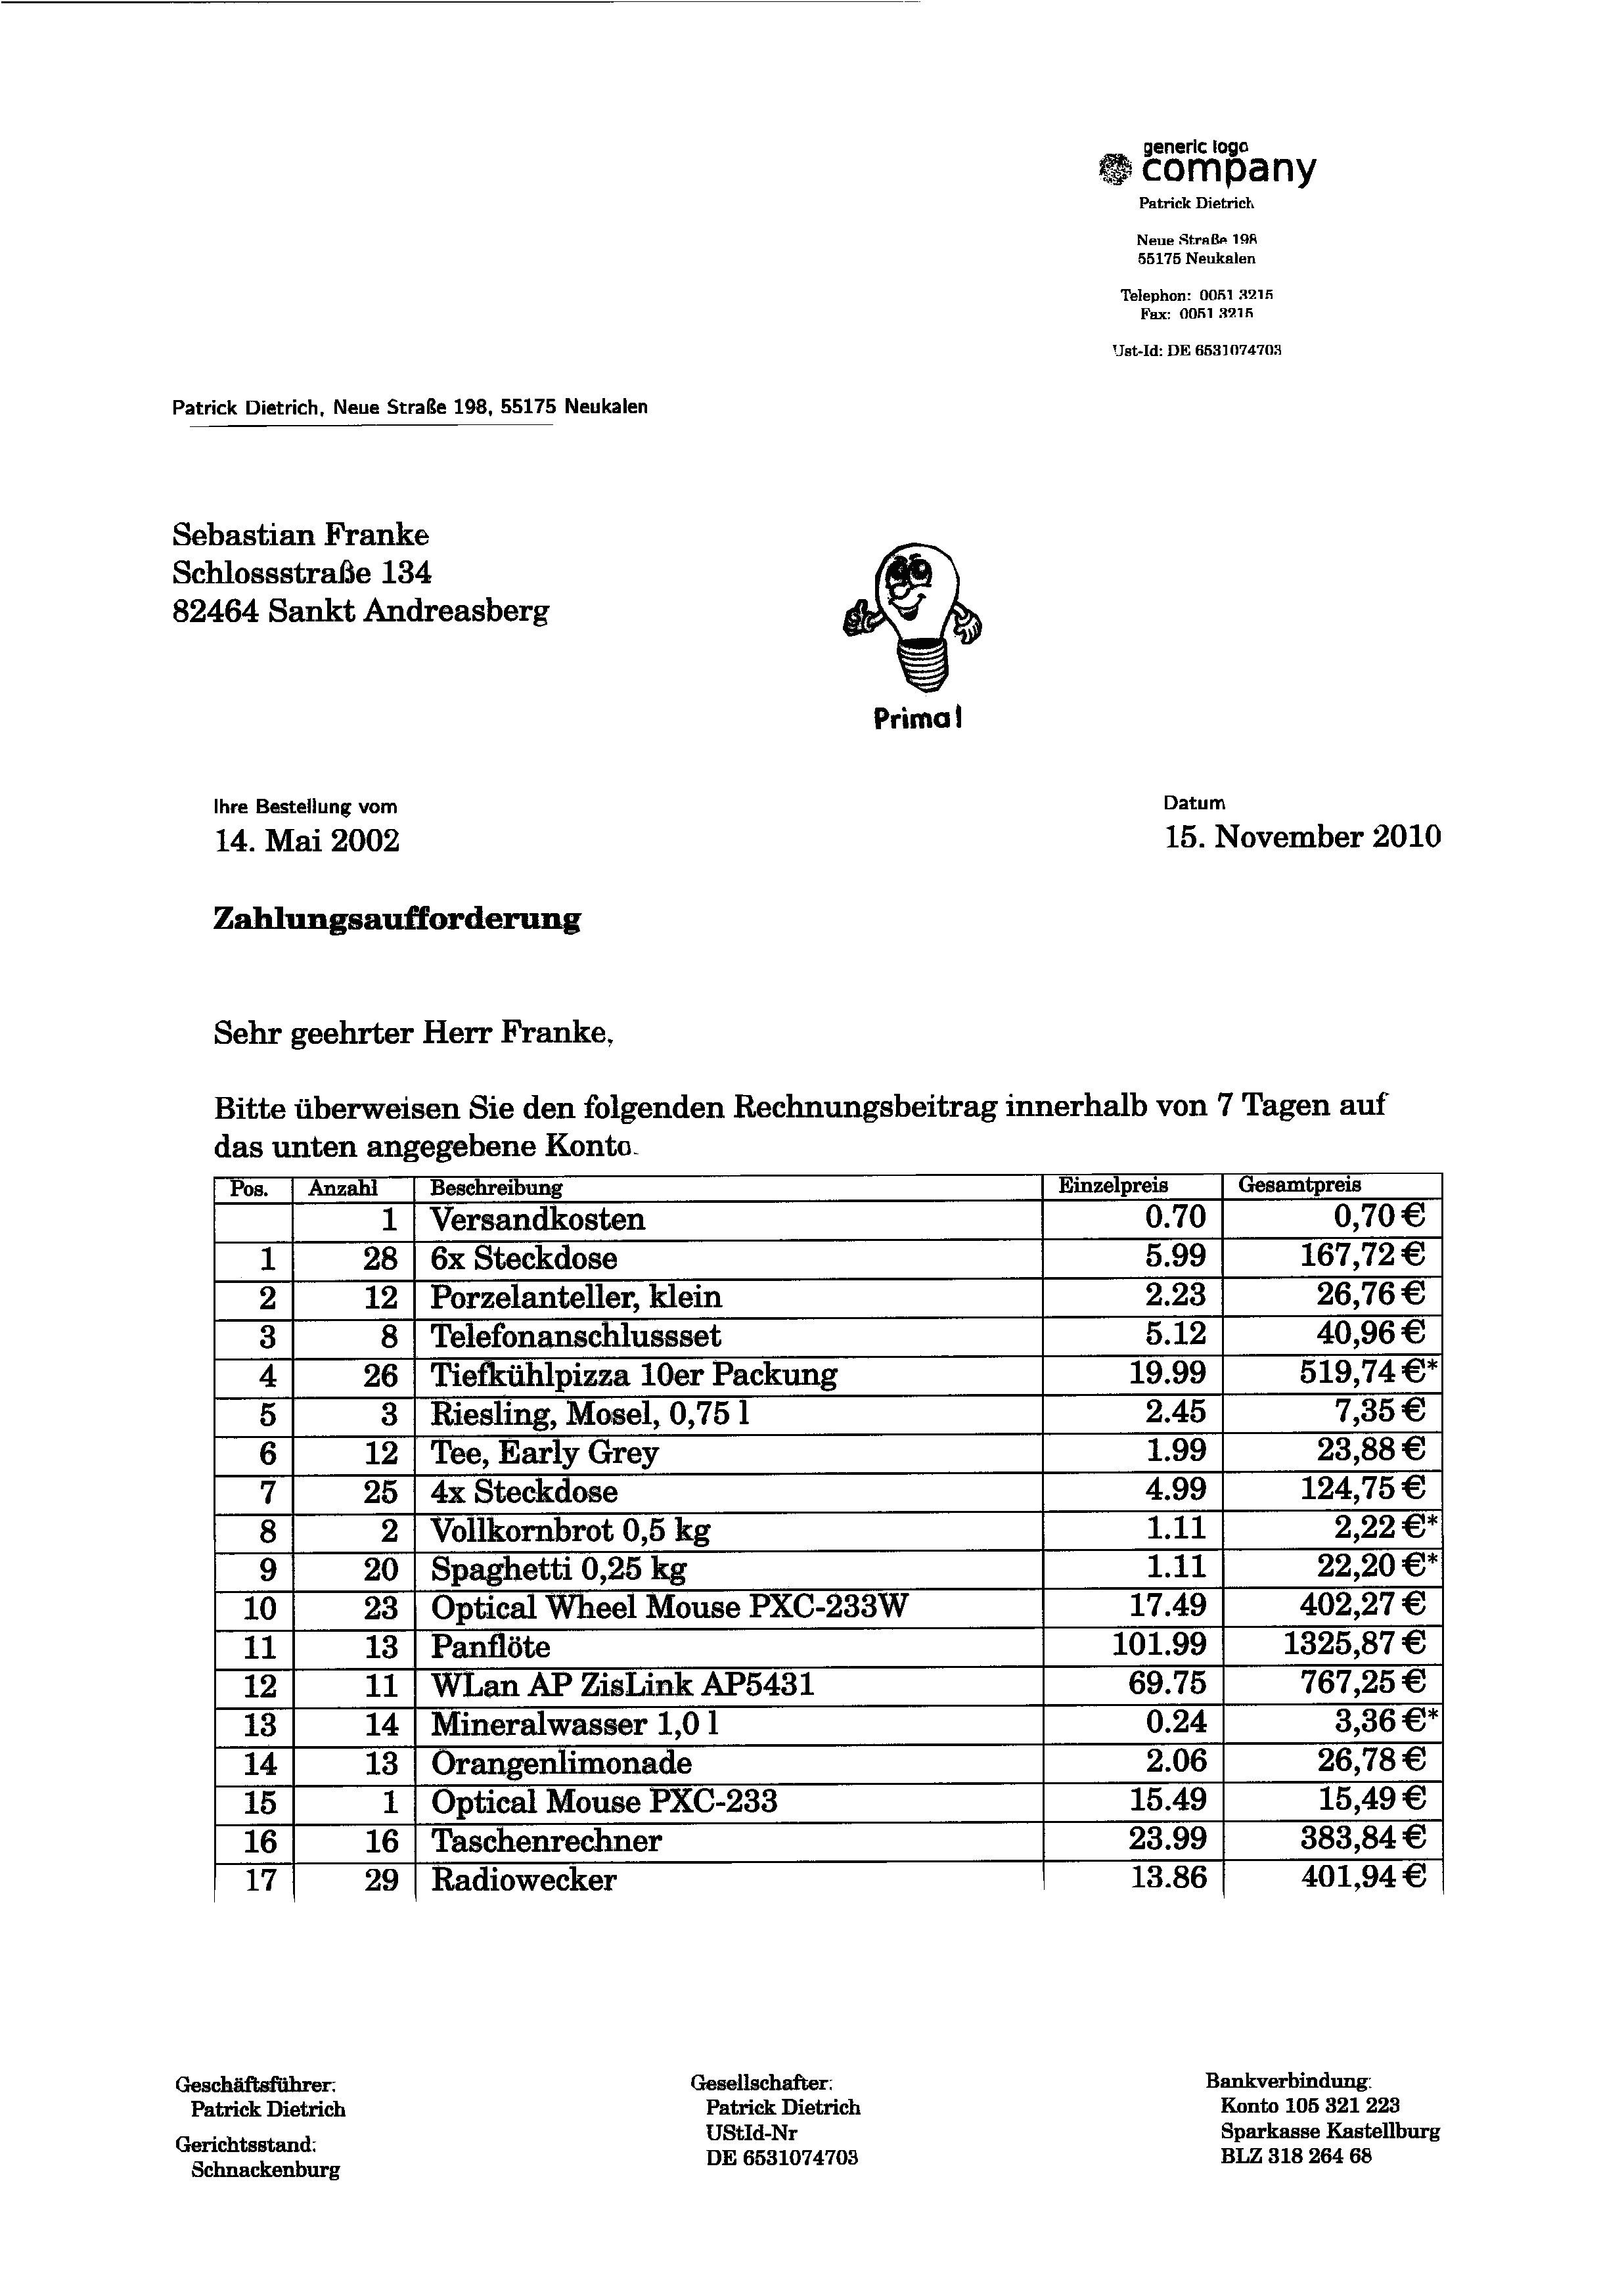 generic logo
company
Patrick Dietrich
Neue Straße 198
55175 Neukalen
Telephon: 0051 3215
Fax: 0051 3215
Ust-Id: DE 6531074703
Patrick Dietrich, Neue Straße 198, 55175 Neukalen
Sebastian Franke
Schlossstraße 134
82464 Sankt Andreasberg
Prima!
Ihre Bestellung vom
14. Mai 2002
Datum
15. November 2010
Zahlungsaufforderung
Sehr geehrter Herr Franke,
Bitte überweisen Sie den folgenden Rechnungsbeitrag innerhalb von 7 Tagen auf
das unten angegebene Konto.
Pos. Anzahl Beschreibung Einzelpreis Gesamtpreis
1 Versandkosten 0.70 0,70 €
1 28 6x Steckdose 5.99 167,72 €
2 12 Porzelanteller, klein 2.23 26,76 €
3 8 Telefonanschlussset 5.12 40,96 €
4 26 Tiefkühlpizza 10er Packung 19.99 519,74 €*
5 3 Riesling, Mosel, 0,75 l 2.45 7,35 €
6 12 Tee, Early Grey 1.99 23,88 €
7 25 4x Steckdose 4.99 124,75 €
8 2 Vollkornbrot 0,5 kg 1.11 2,22 €*
9 20 Spaghetti 0,25 kg 1.11 22,20 €*
10 23 Optical Wheel Mouse PXC-233W 17.49 402,27 €
11 13 Panflöte 101.99 1325,87 €
12 11 WLan AP ZisLink AP5431 69.75 767,25 €
13 14 Mineralwasser 1,0 l 0.24 3,36 €*
14 13 Orangenlimonade 2.06 26,78 €
15 1 Optical Mouse PXC-233 15.49 15,49 €
16 16 Taschenrechner 23.99 383,84 €
17 29 Radiowecker 13.86 401,94 €
Geschäftsführer:
Patrick Dietrich
Gerichtsstand:
Schnackenburg
Gesellschafter:
Patrick Dietrich
UStId-Nr
DE 6531074703
Bankverbindung:
Konto 105 321 223
Sparkasse Kastellburg
BLZ 318 264 68